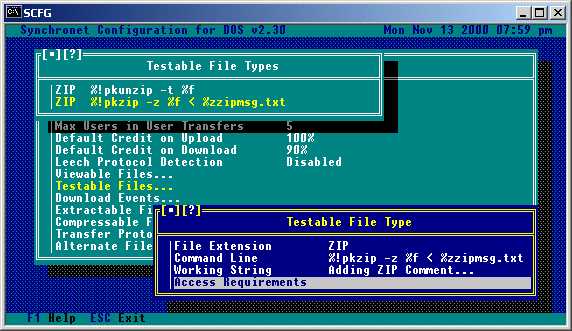 SCFG
Synchronet Configuration for DOS v2.30 Mon Nov 13 2000 07:59 pm
[■][?]
Testable File Types
ZIP %!pkunzip -t %f
ZIP %!pkzip -z %f < %zzipmsg.txt
Max Users in User Transfers 5
Default Credit on Upload 100%
Default Credit on Download 90%
Leech Protocol Detection Disabled
Viewable Files...
Testable Files...
Download Events...
Extractable Fi
Compressable F
Transfer Proto
Alternate File
[■][?]
Testable File Type
File Extension ZIP
Command Line %!pkzip -z %f < %zzipmsg.txt
Working String Adding ZIP Comment...
Access Requirements
F1 Help ESC Exit